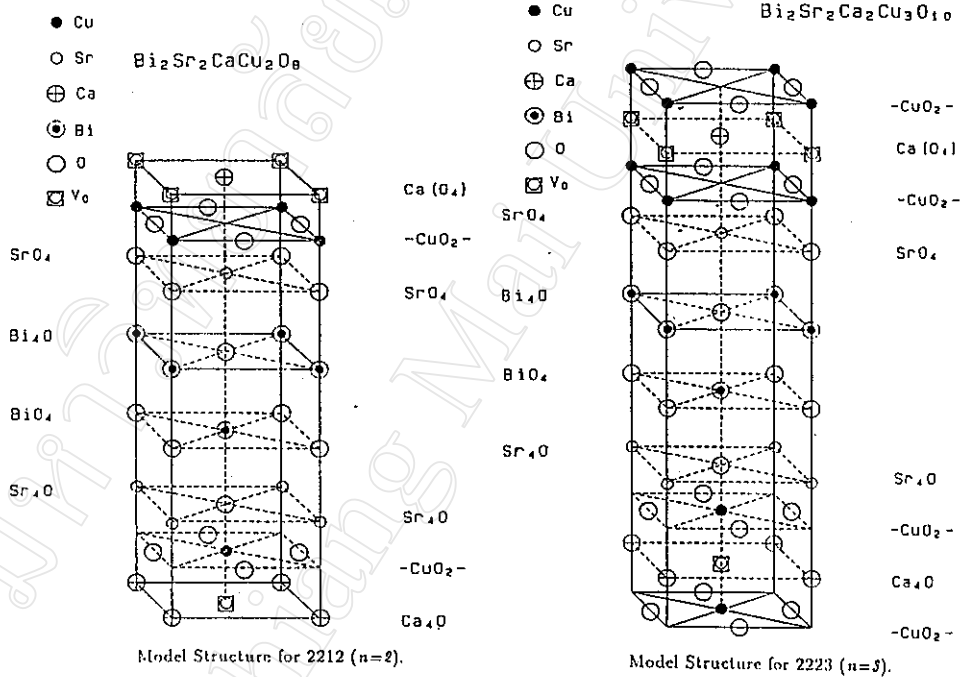 Cu
Sr
Ca
Bi
O
V₀
Bi₂Sr₂CaCu₂O₈
Ca(O₄)
-CuO₂-
SrO₄
SrO₄
Bi₄O
BiO₄
Sr₄O
Sr₄O
-CuO₂-
Ca₄O
Model Structure for 2212 (n=2).
Bi₂Sr₂Ca₂Cu₃O₁₀
Cu
Sr
Ca
Bi
O
V₀
-CuO₂-
Ca(O₄)
-CuO₂-
SrO₄
SrO₄
Bi₄O
BiO₄
Sr₄O
Sr₄O
-CuO₂-
Ca₄O
-CuO₂-
Model Structure for 2223 (n=3).